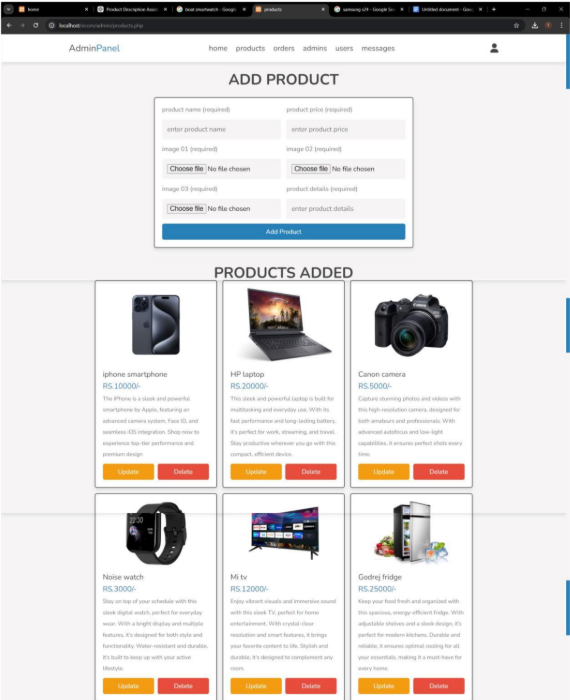 home
Product Description Assis
boat smartwatch - Google
products
samsung s24 - Google Sea
Untitled document - Goo
localhost/ecom/admin/products.php
AdminPanel
home products orders admins users messages
ADD PRODUCT
product name (required) product price (required)
enter product name enter product price
image 01 (required) image 02 (required)
Choose file No file chosen Choose file No file chosen
image 03 (required) product details (required)
Choose file No file chosen enter product details
Add Product
PRODUCTS ADDED
iphone smartphone
RS.10000/-
The iPhone is a sleek and powerful
smartphone by Apple, featuring an
advanced camera system, Face ID, and
seamless iOS integration. Shop now to
experience top-tier performance and
premium design.
Update Delete
HP laptop
RS.20000/-
This sleek and powerful laptop is built for
multitasking and everyday use. With its
fast performance and long-lasting battery,
it's perfect for work, streaming, and travel.
Stay productive wherever you go with this
compact, efficient device.
Update Delete
Canon camera
RS.5000/-
Capture stunning photos and videos with
this high-resolution camera, designed for
both amateurs and professionals. With
advanced autofocus and low-light
capabilities, it ensures perfect shots every
time.
Update Delete
22:30
Noise watch
RS.3000/-
Stay on top of your schedule with this
sleek digital watch, perfect for everyday
wear. With a bright display and multiple
features, it's designed for both style and
functionality. Water-resistant and durable,
it's built to keep up with your active
lifestyle.
Update Delete
Mi tv
RS.12000/-
Enjoy vibrant visuals and immersive sound
with this sleek TV, perfect for home
entertainment. With crystal-clear
resolution and smart features, it brings
your favorite content to life. Stylish and
durable, it's designed to complement any
room.
Update Delete
Godrej fridge
RS.25000/-
Keep your food fresh and organized with
this spacious, energy-efficient fridge. With
adjustable shelves and a sleek design, it's
perfect for modern kitchens. Durable and
reliable, it ensures optimal cooling for all
your essentials, making it a must-have for
every home.
Update Delete